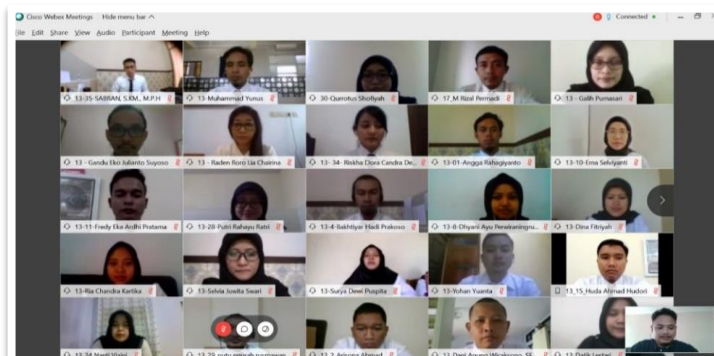 Cisco Webex Meetings Hide menu bar ^ Connected
File Edit Share View Audio Participant Meeting Help
13-35-SABRAN, S.KM., M.P.H 13-Muhammad Yunus 30-Qurrotus Shofiyah 17_M Rizal Permadi 13 - Galih Purnasari
13 - Gandu Eko Julianto Suyoso 13 - Raden Roro Lia Chairina 13- 34- Riskha Dora Candra De... 13-01-Angga Rahagiyanto 13-10-Erna Selviyanti
13-11-Fredy Eka Ardhi Pratama 13-28-Putri Rahayu Ratri 13-4-Bakhtiyar Hadi Prakoso 13-8-Dhyani Ayu Perwiraningru... 13-Dina Fitriyah
13-Ria Chandra Kartika 13-Selvia Juwita Swari 13-Surya Dewi Puspita 13-Yohan Yuanta 13_15_Huda Ahmad Hudori